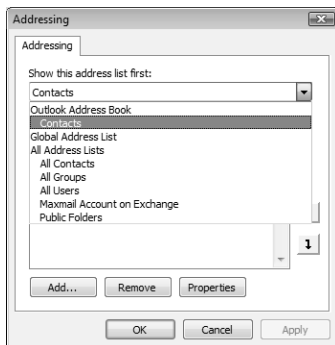 Addressing
Addressing
Show this address list first:
Contacts
Outlook Address Book
Contacts
Global Address List
All Address Lists
All Contacts
All Groups
All Users
Maxmail Account on Exchange
Public Folders
Add...
Remove
Properties
OK
Cancel
Apply